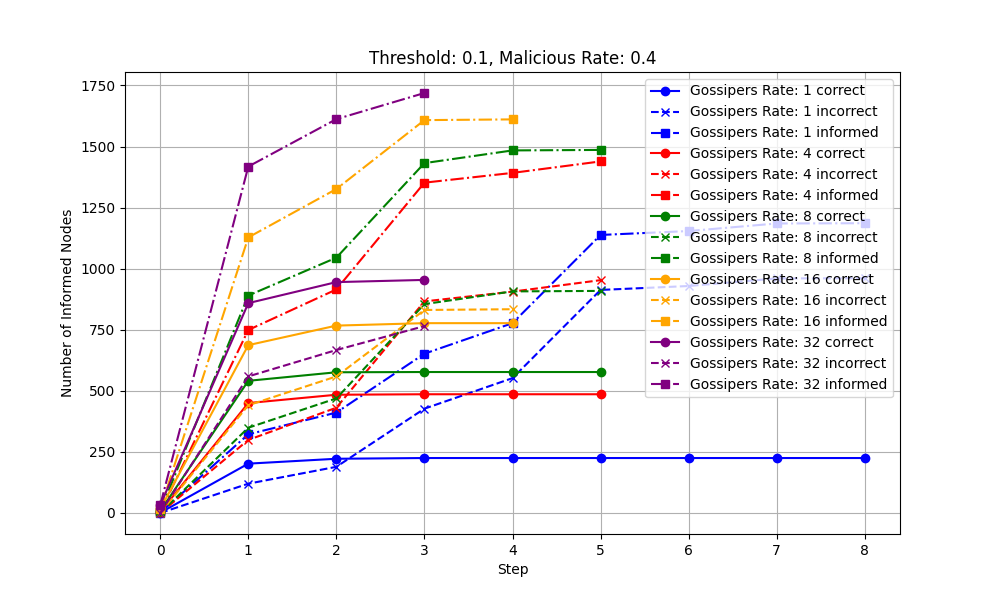 Threshold: 0.1, Malicious Rate: 0.4
Number of Informed Nodes
1750
1500
1250
1000
750
500
250
0
Gossipers Rate: 1 correct
Gossipers Rate: 1 incorrect
Gossipers Rate: 1 informed
Gossipers Rate: 4 correct
Gossipers Rate: 4 incorrect
Gossipers Rate: 4 informed
Gossipers Rate: 8 correct
Gossipers Rate: 8 incorrect
Gossipers Rate: 8 informed
Gossipers Rate: 16 correct
Gossipers Rate: 16 incorrect
Gossipers Rate: 16 informed
Gossipers Rate: 32 correct
Gossipers Rate: 32 incorrect
Gossipers Rate: 32 informed
0 1 2 3 4 5 6 7 8
Step